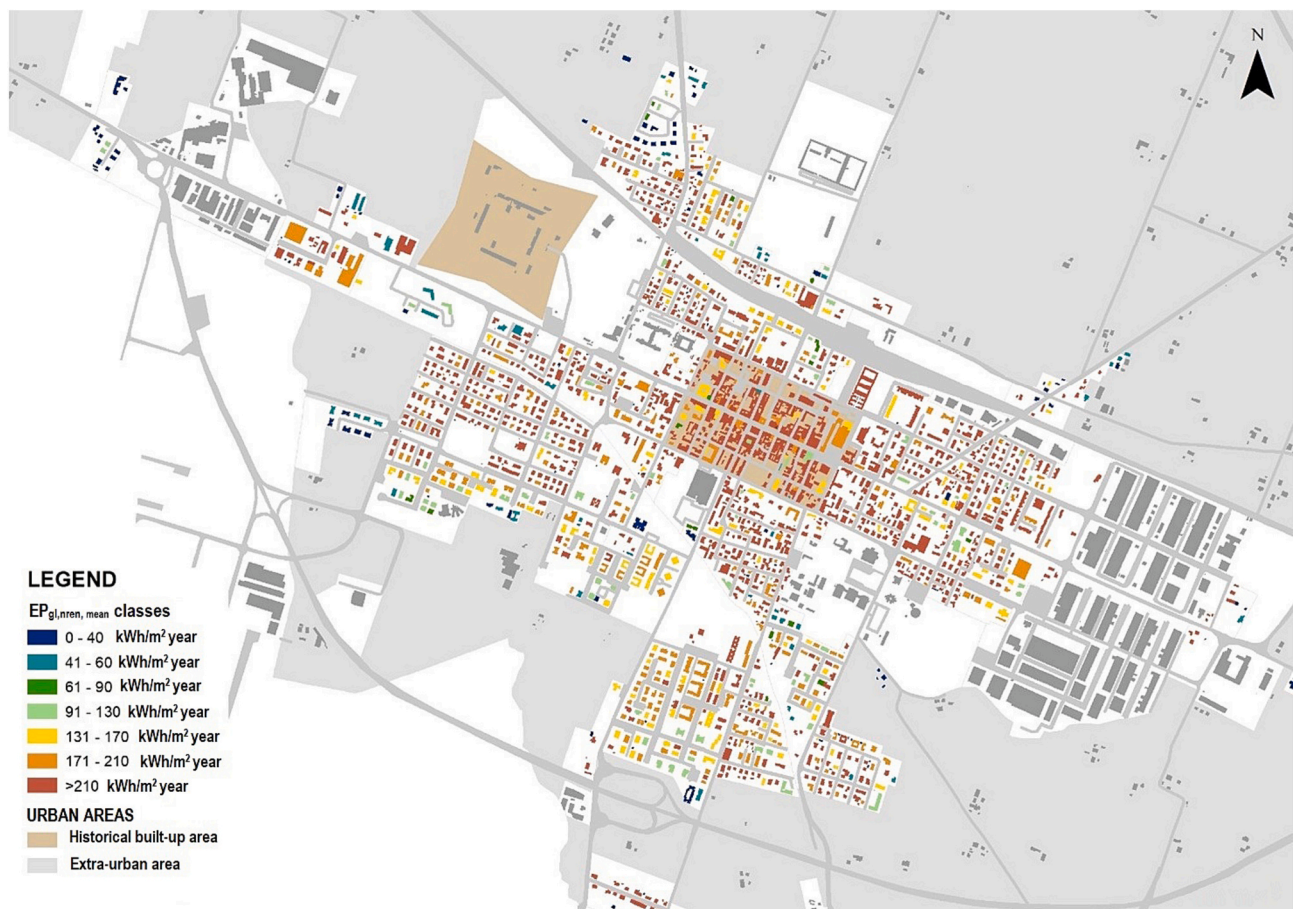 N
LEGEND
EPgl,nren, mean classes
0 - 40 kWh/m² year
41 - 60 kWh/m² year
61 - 90 kWh/m² year
91 - 130 kWh/m² year
131 - 170 kWh/m² year
171 - 210 kWh/m² year
>210 kWh/m² year
URBAN AREAS
Historical built-up area
Extra-urban area